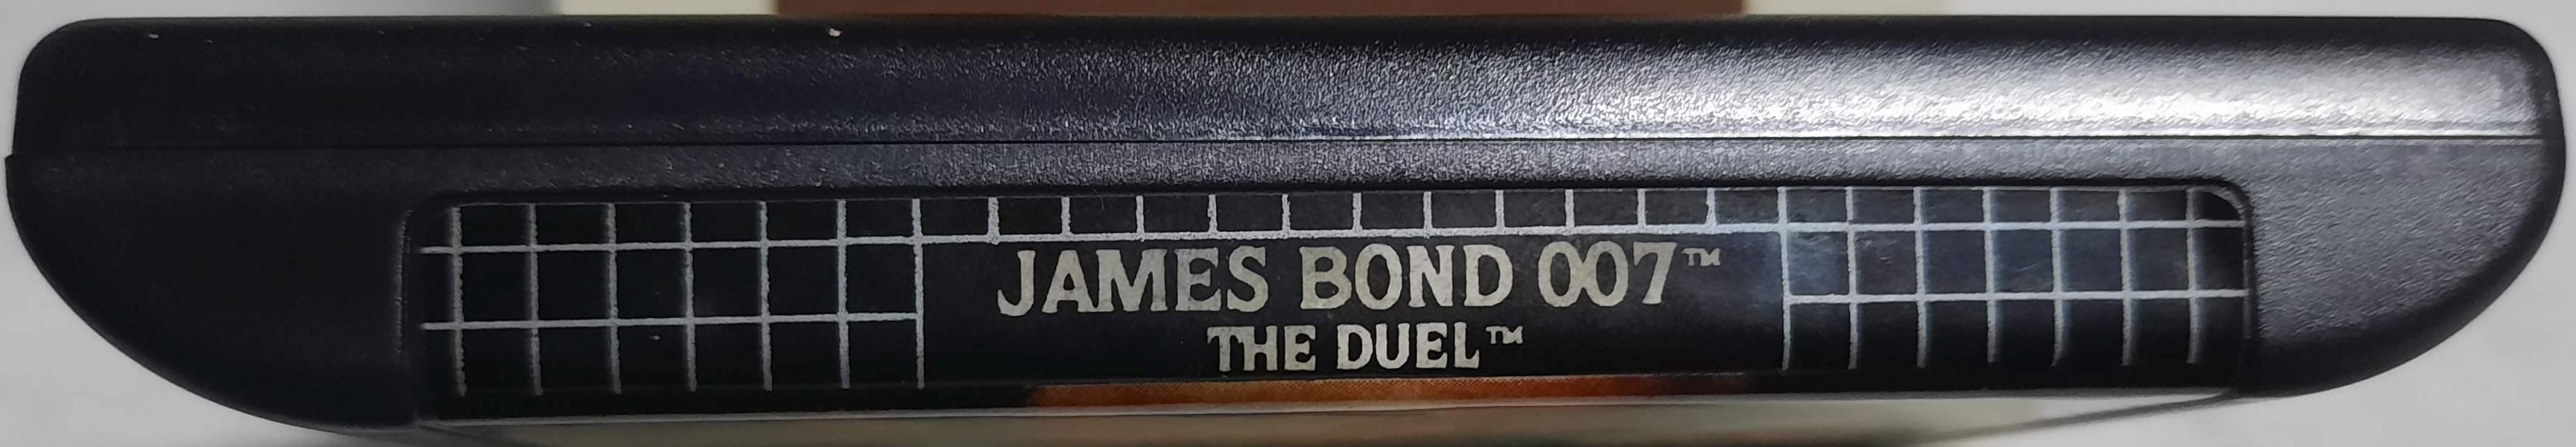 JAMES BOND 007™
THE DUEL™